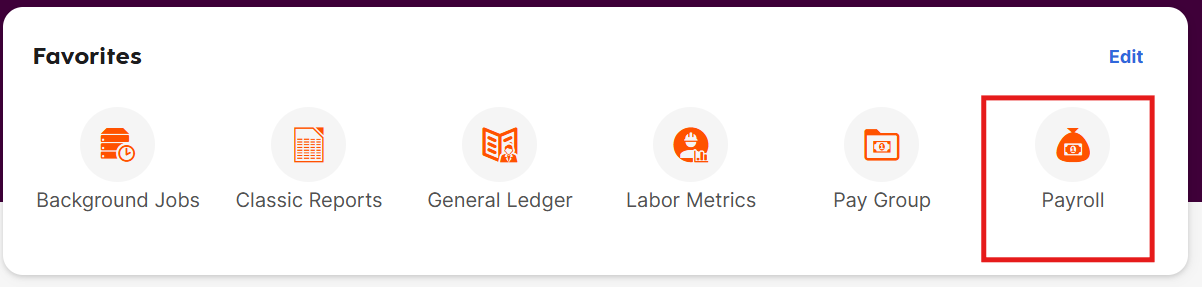 Favorites
Edit
Background Jobs
Classic Reports
General Ledger
Labor Metrics
Pay Group
Payroll